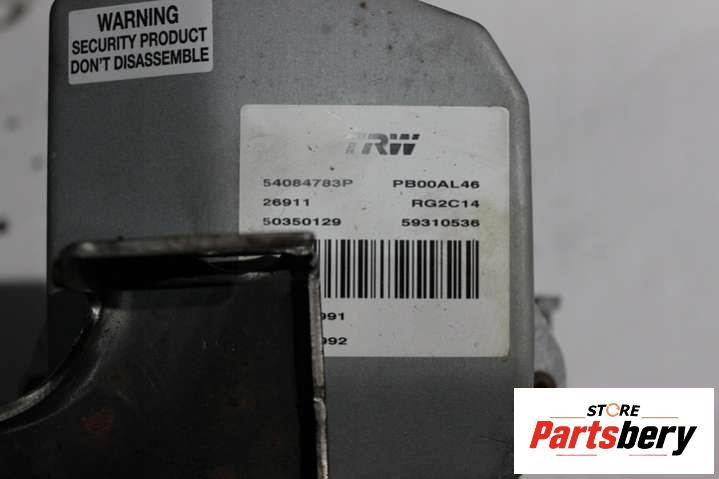 WARNING
SECURITY PRODUCT
DON'T DISASSEMBLE
TRW
54084783P PB00AL46
26911 RG2C14
50350129 59310536
991
992
STORE
Partsbery